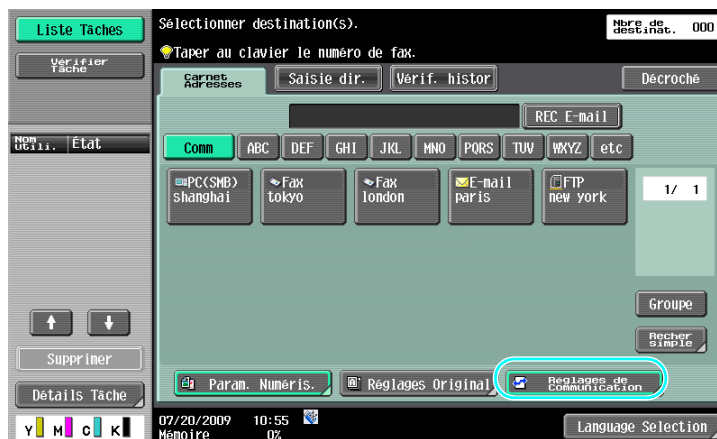 Liste Tâches
Vérifier
Tâche
Nom
Utili.
État
Supprimer
Détails Tâche
Y M C K
Sélectionner destination(s).
Nbre de
destinat. 000
Taper au clavier le numéro de fax.
Carnet
Adresses
Saisie dir.
Vérif. histor
Décroché
REC E-mail
Comm ABC DEF GHI JKL MNO PQRS TUV WXYZ etc
PC(SMB)
shanghai
Fax
tokyo
Fax
london
E-mail
paris
FTP
new york
1/ 1
Groupe
Recher
simple
Param. Numéris.
Réglages Original
Réglages de
Communication
07/20/2009 10:55
Mémoire 0%
Language Selection